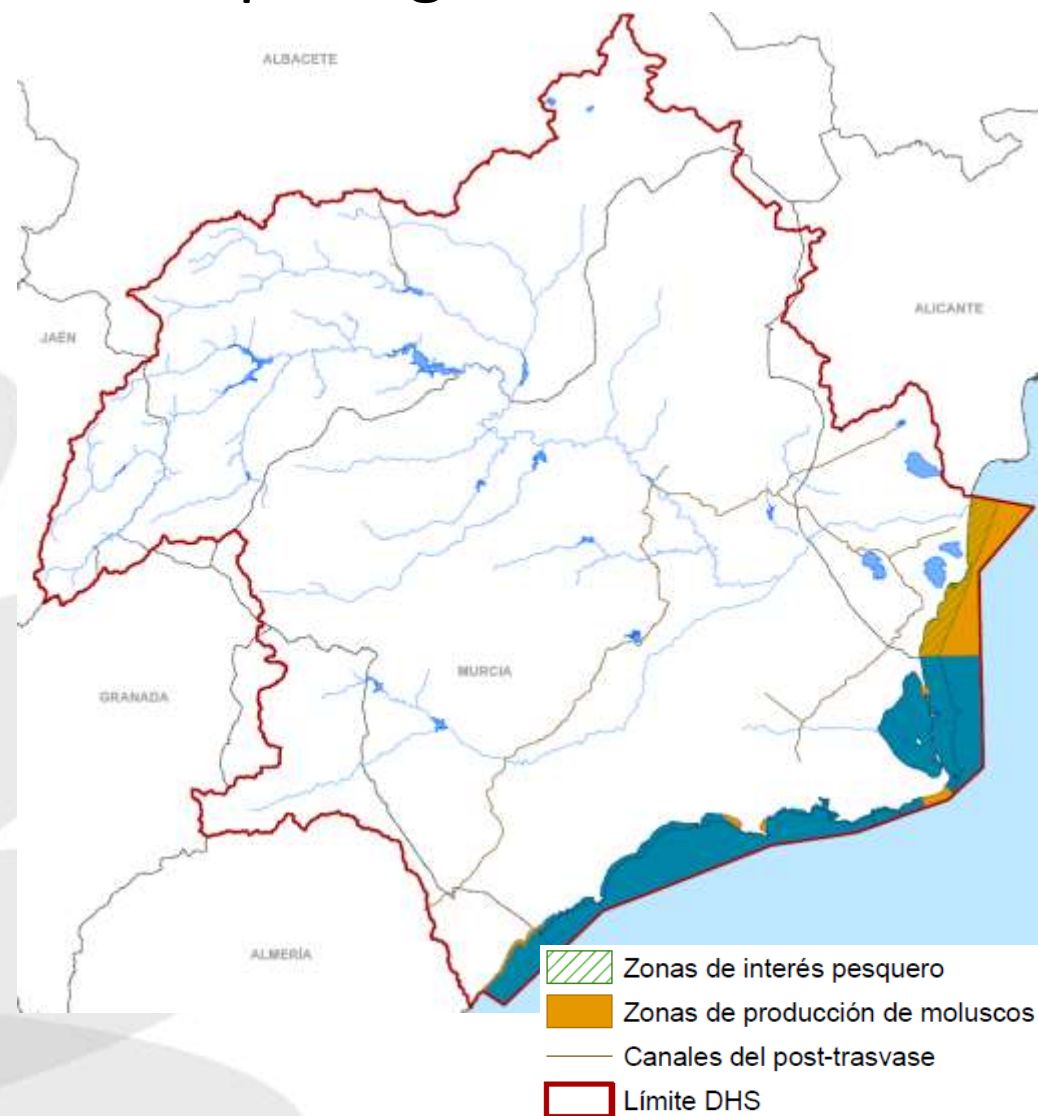 ALBACETE
ALICANTE
JAÉN
MURCIA
GRANADA
ALMERÍA
Zonas de interés pesquero
Zonas de producción de moluscos
Canales del post-trasvase
Límite DHS